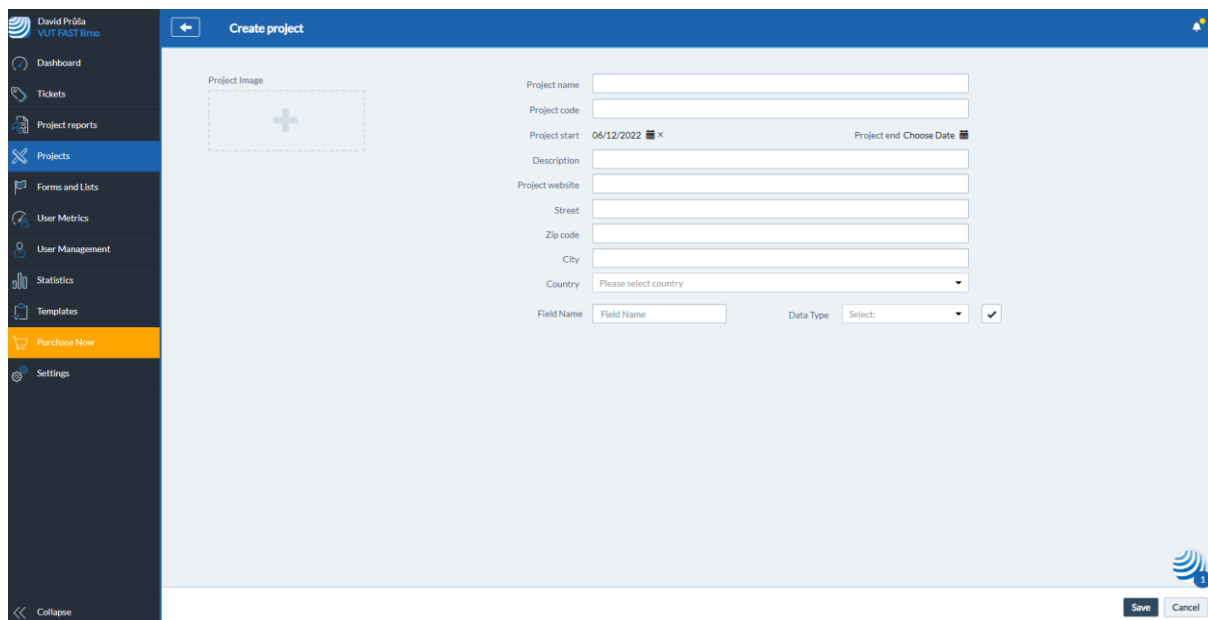 David Průša
VUT FAST Brno
Create project
Dashboard
Tickets
Project reports
Projects
Forms and Lists
User Metrics
User Management
Statistics
Templates
Purchase Now
Settings
Collapse
Project Image
Project name
Project code
Project start 06/12/2022 × Project end Choose Date
Description
Project website
Street
Zip code
City
Country Please select country
Field Name Field Name Data Type Select:
1
Save Cancel